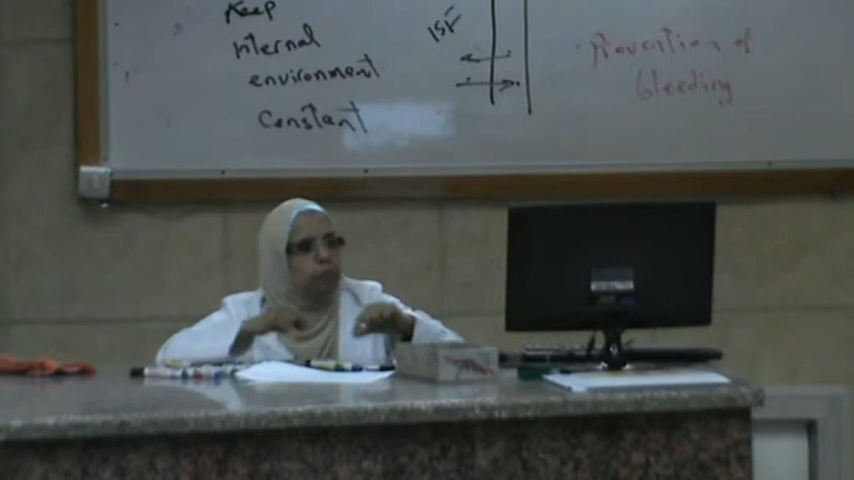 Keep
internal
environment
Constant
ISF
Prevention of
bleeding